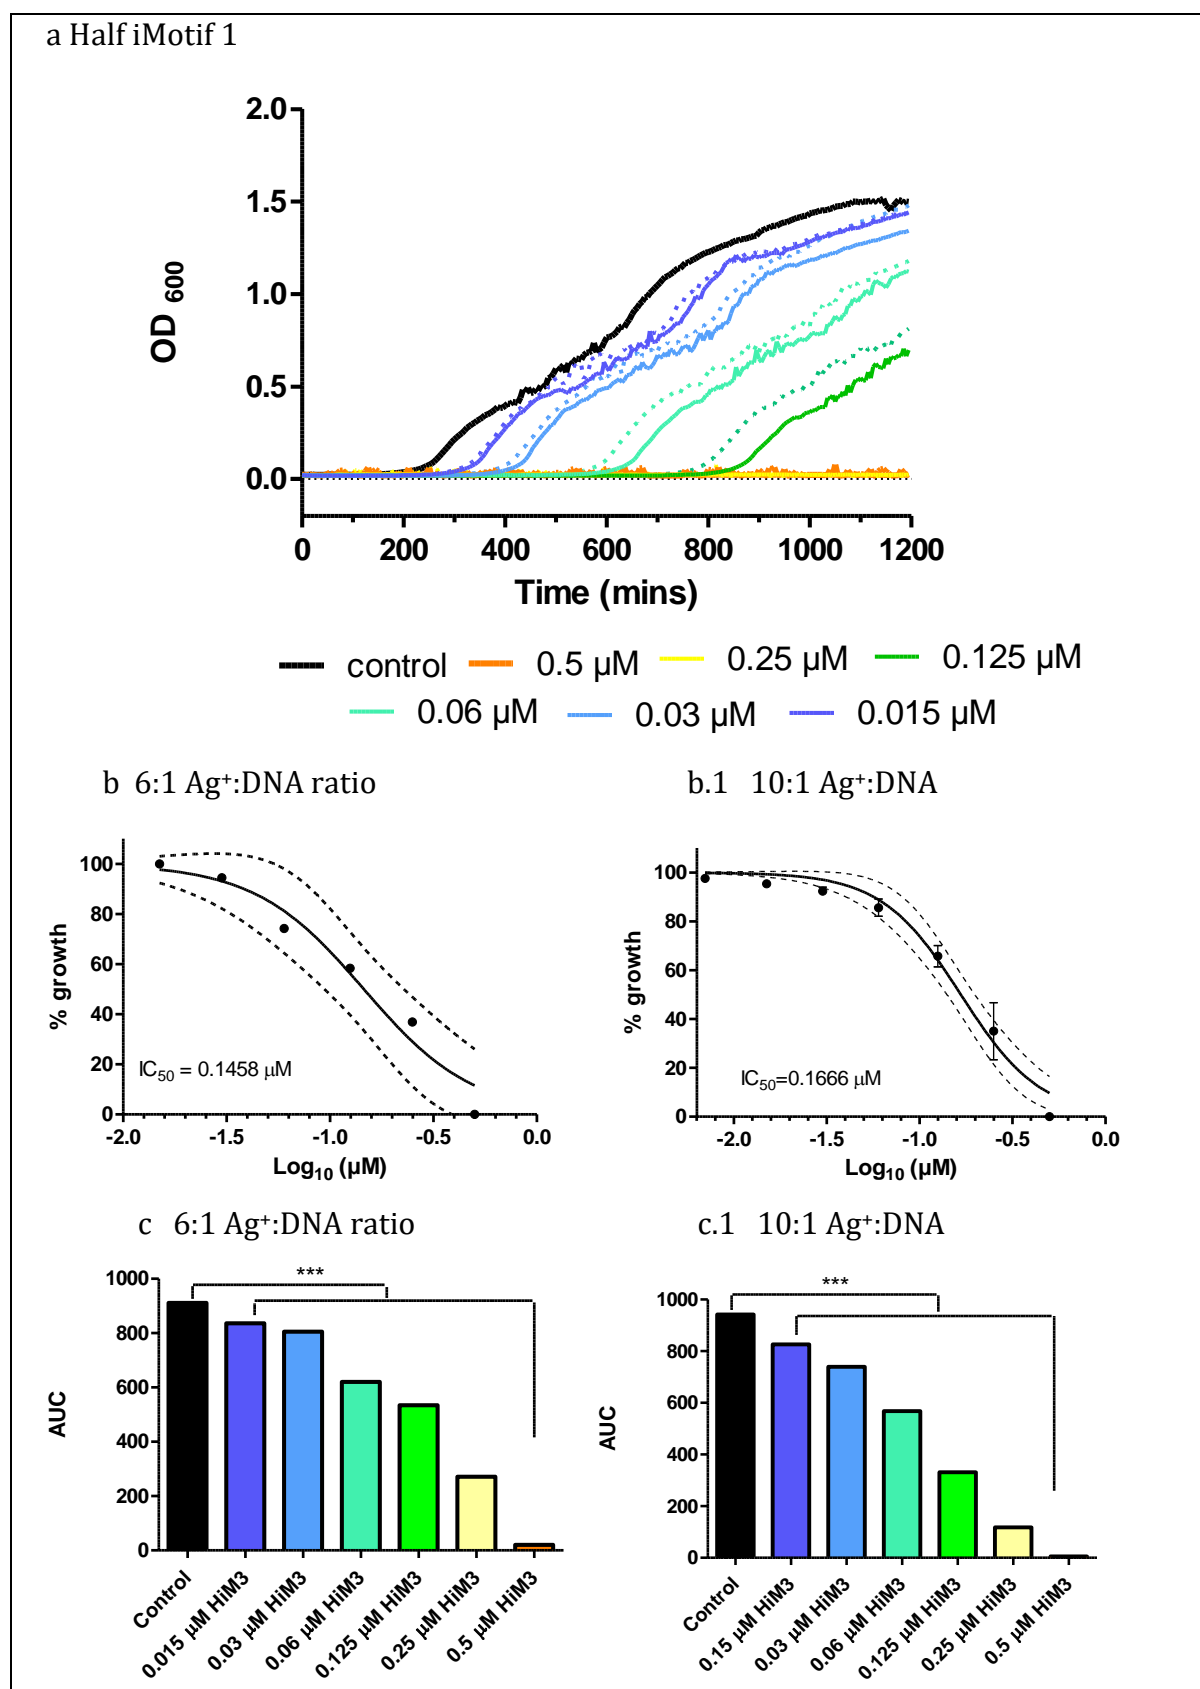 a Half iMotif 1
2.0
1.5
1.0
0.5
0.0
OD 600
0 200 400 600 800 1000 1200
Time (mins)
control 0.5 µM 0.25 µM 0.125 µM
0.06 µM 0.03 µM 0.015 µM
b 6:1 Ag⁺:DNA ratio
100
80
60
40
20
0
% growth
IC₅₀ = 0.1458 µM
-2.0 -1.5 -1.0 -0.5 0.0
Log₁₀ (µM)
b.1 10:1 Ag⁺:DNA
100
80
60
40
20
0
% growth
IC₅₀=0.1666 µM
-2.0 -1.5 -1.0 -0.5 0.0
Log₁₀ (µM)
c 6:1 Ag⁺:DNA ratio
***
1000
800
600
400
200
0
AUC
Control
0.015 µM HiM3
0.03 µM HiM3
0.06 µM HiM3
0.125 µM HiM3
0.25 µM HiM3
0.5 µM HiM3
c.1 10:1 Ag⁺:DNA
***
1000
800
600
400
200
0
AUC
Control
0.15 µM HiM3
0.03 µM HiM3
0.06 µM HiM3
0.125 µM HiM3
0.25 µM HiM3
0.5 µM HiM3